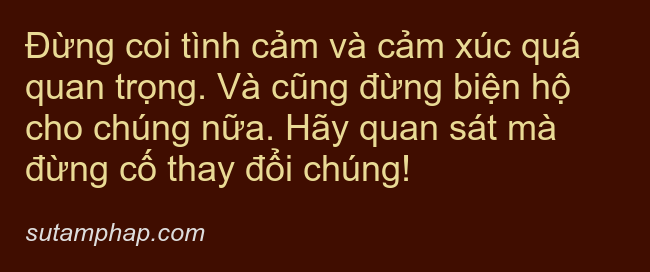 Đừng coi tình cảm và cảm xúc quá
quan trọng. Và cũng đừng biện hộ
cho chúng nữa. Hãy quan sát mà
đừng cố thay đổi chúng!
sutamphap.com